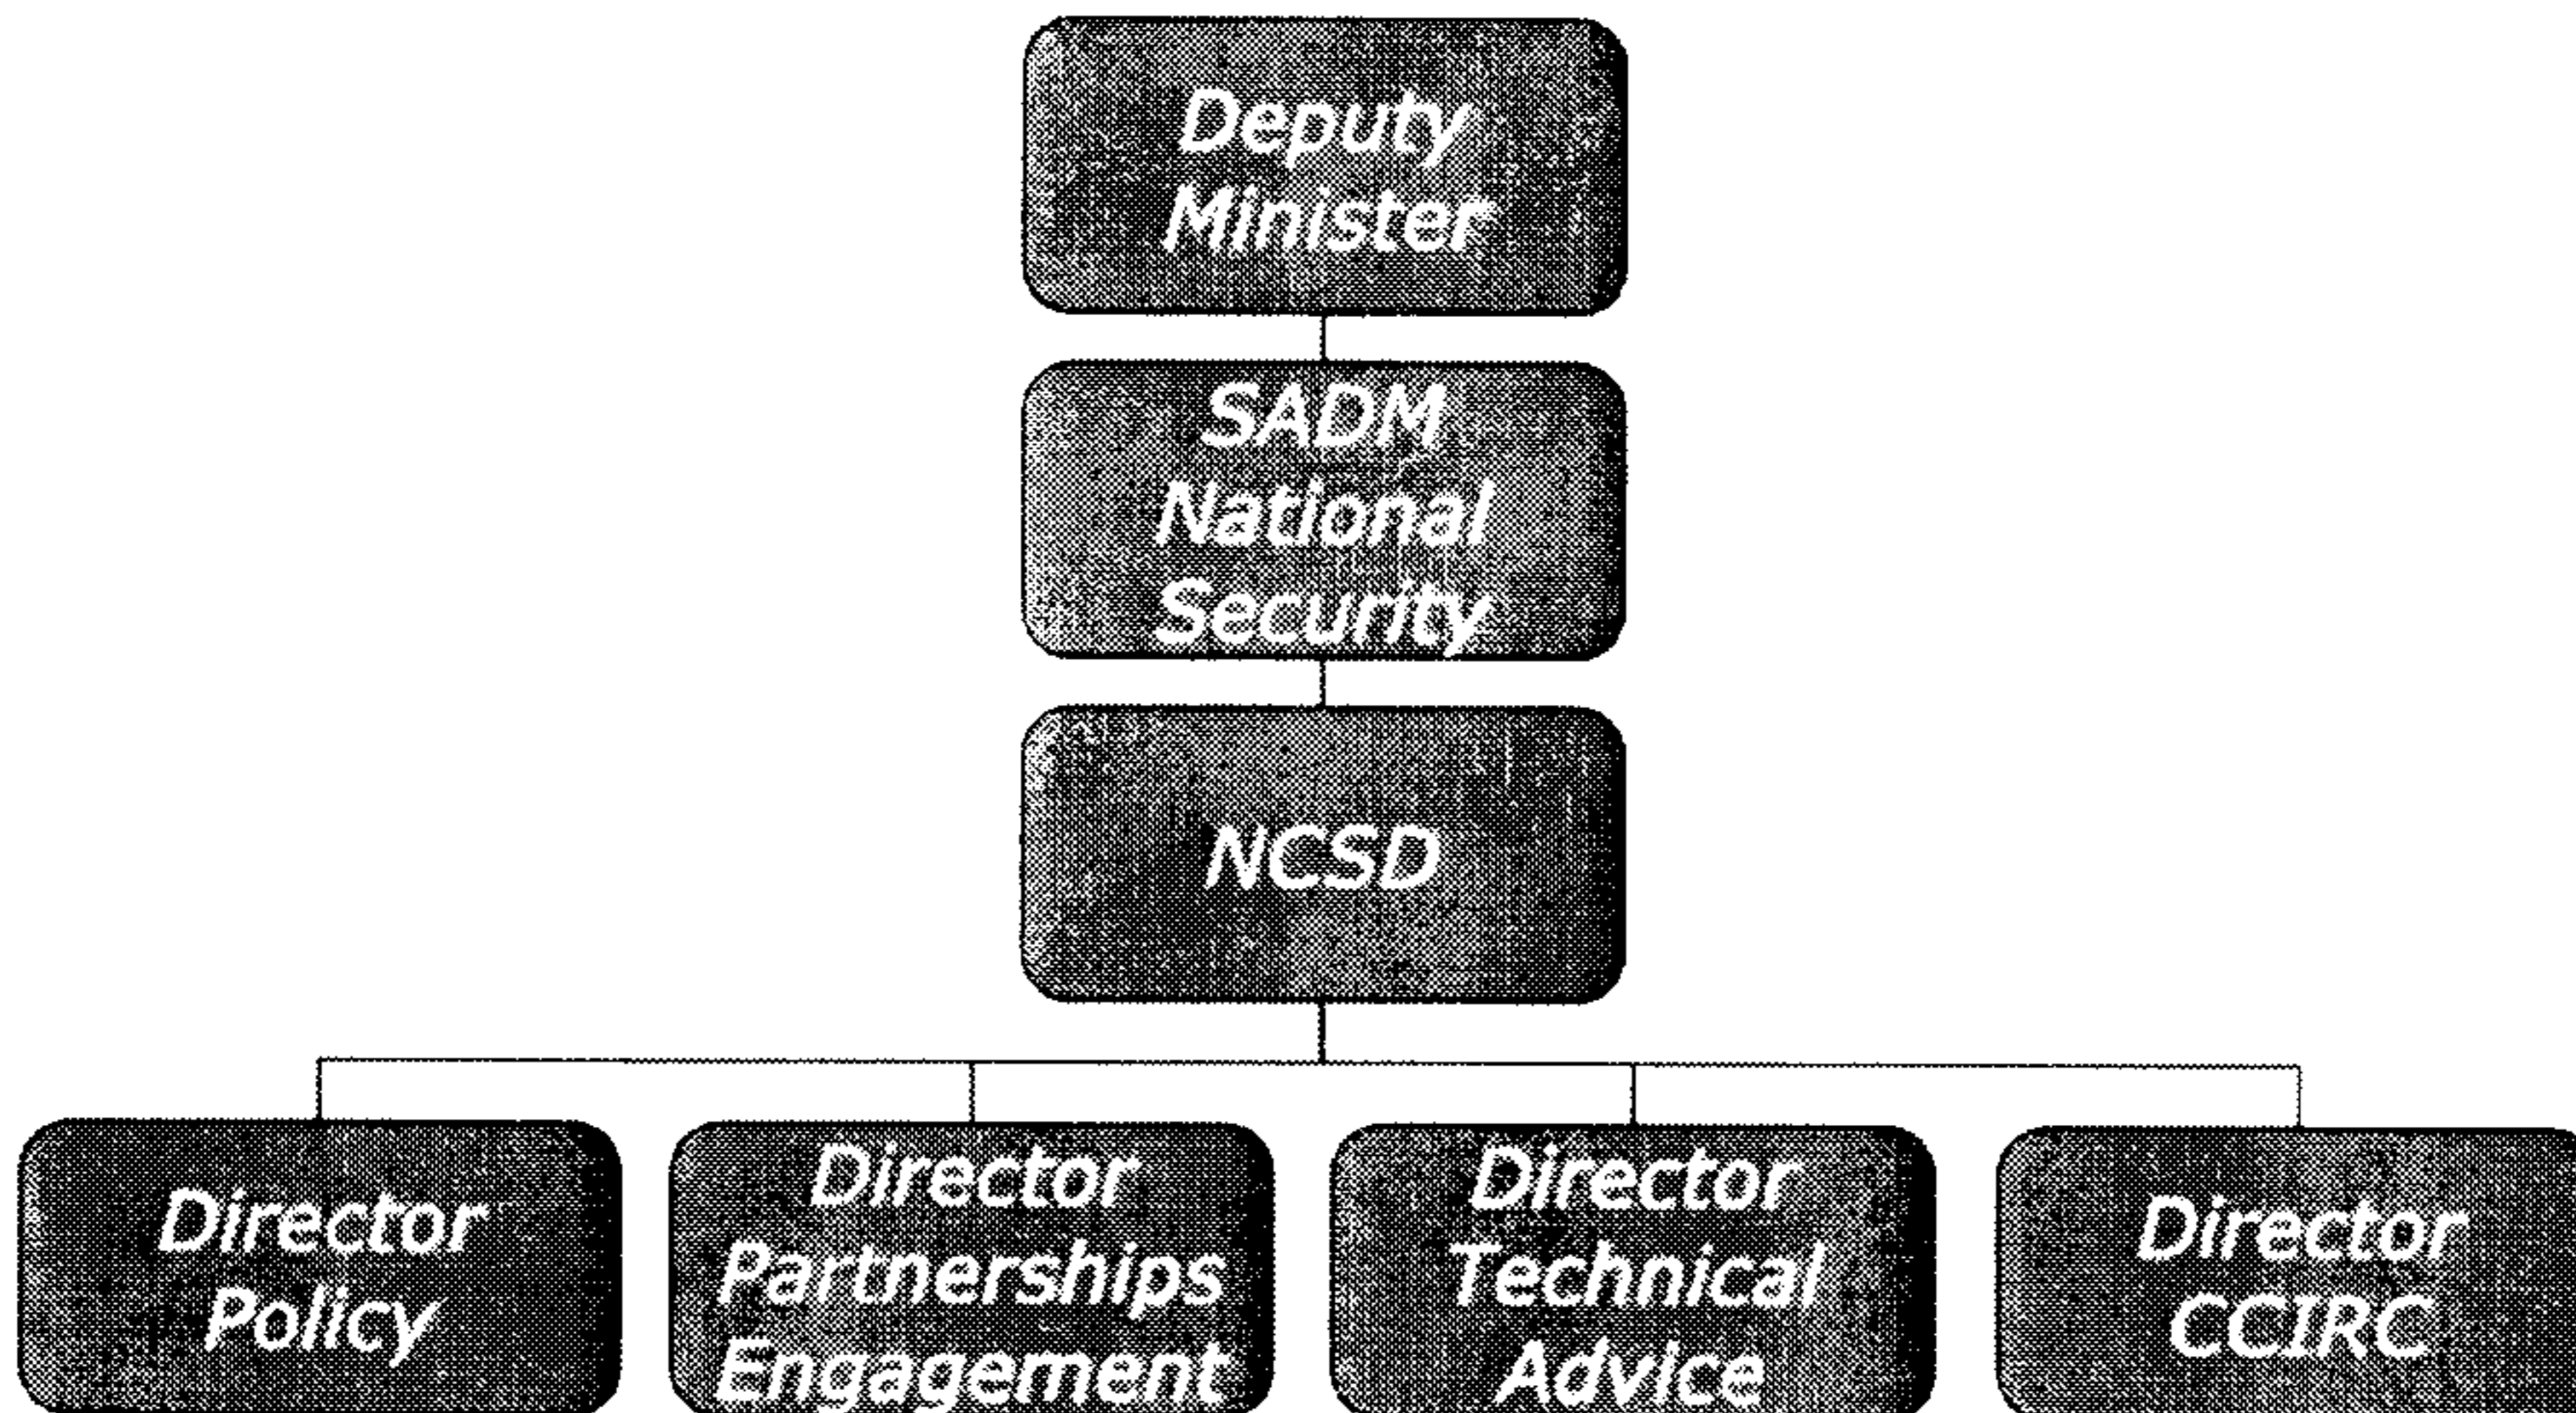 Deputy
Minister
SADM
National
Security
NCSD
Director
Policy
Director
Partnerships
Engagement
Director
Technical
Advice
Director
CCIRC